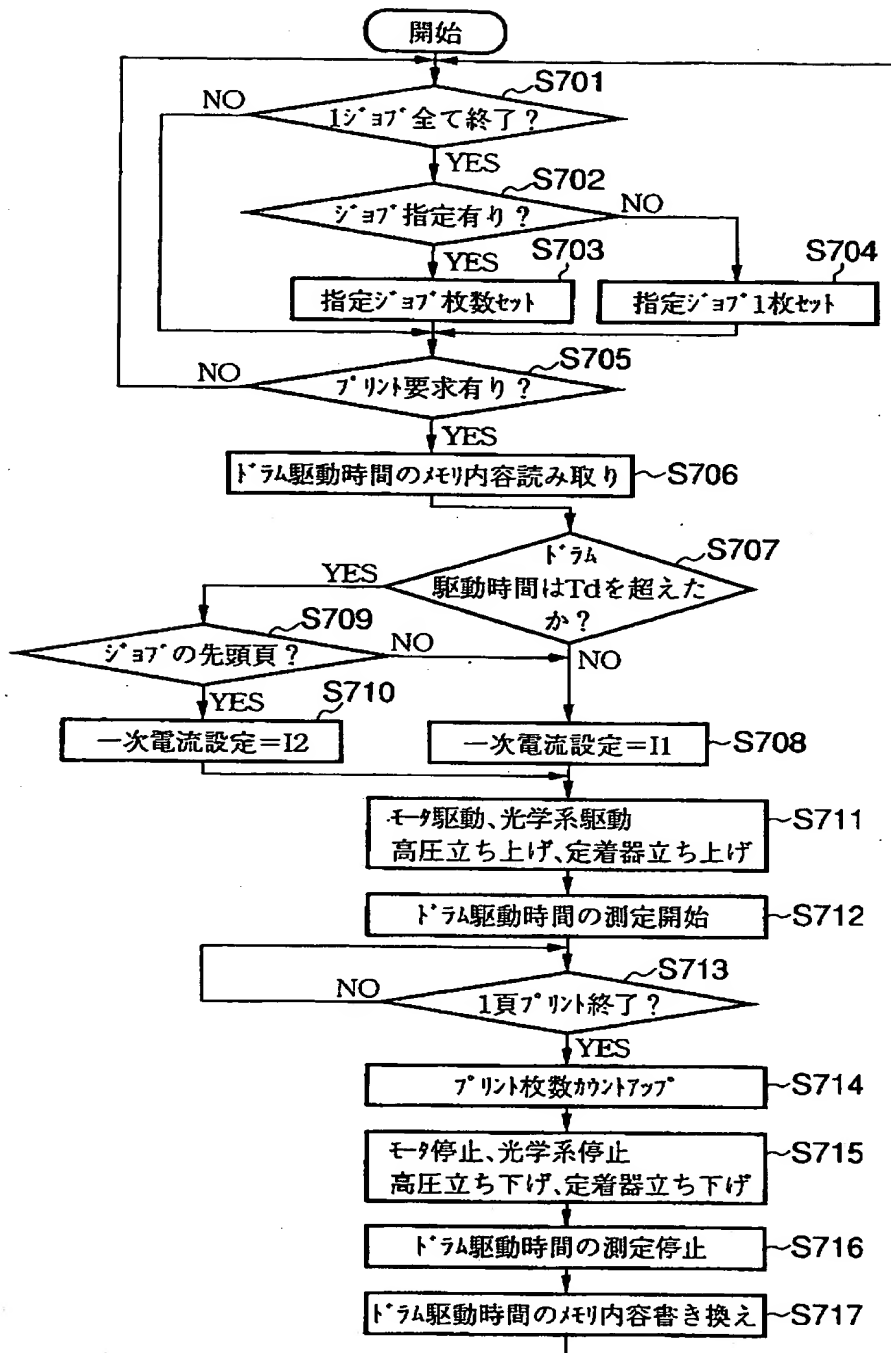 開始
S701
1ジョブ全て終了?
NO
YES
S702
ジョブ指定有り?
NO
YES
S703
指定ジョブ枚数セット
S704
指定ジョブ1枚セット
S705
プリント要求有り?
NO
YES
ドラム駆動時間のメモリ内容読み取り
S706
S707
ドラム
駆動時間はTdを超えた
か?
YES
NO
S709
ジョブの先頭頁?
NO
YES
S710
一次電流設定=I2
一次電流設定=I1
S708
モータ駆動、光学系駆動
高圧立ち上げ、定着器立ち上げ
S711
ドラム駆動時間の測定開始
S712
S713
1頁プリント終了?
NO
YES
プリント枚数カウントアップ
S714
モータ停止、光学系停止
高圧立ち下げ、定着器立ち下げ
S715
ドラム駆動時間の測定停止
S716
ドラム駆動時間のメモリ内容書き換え
S717